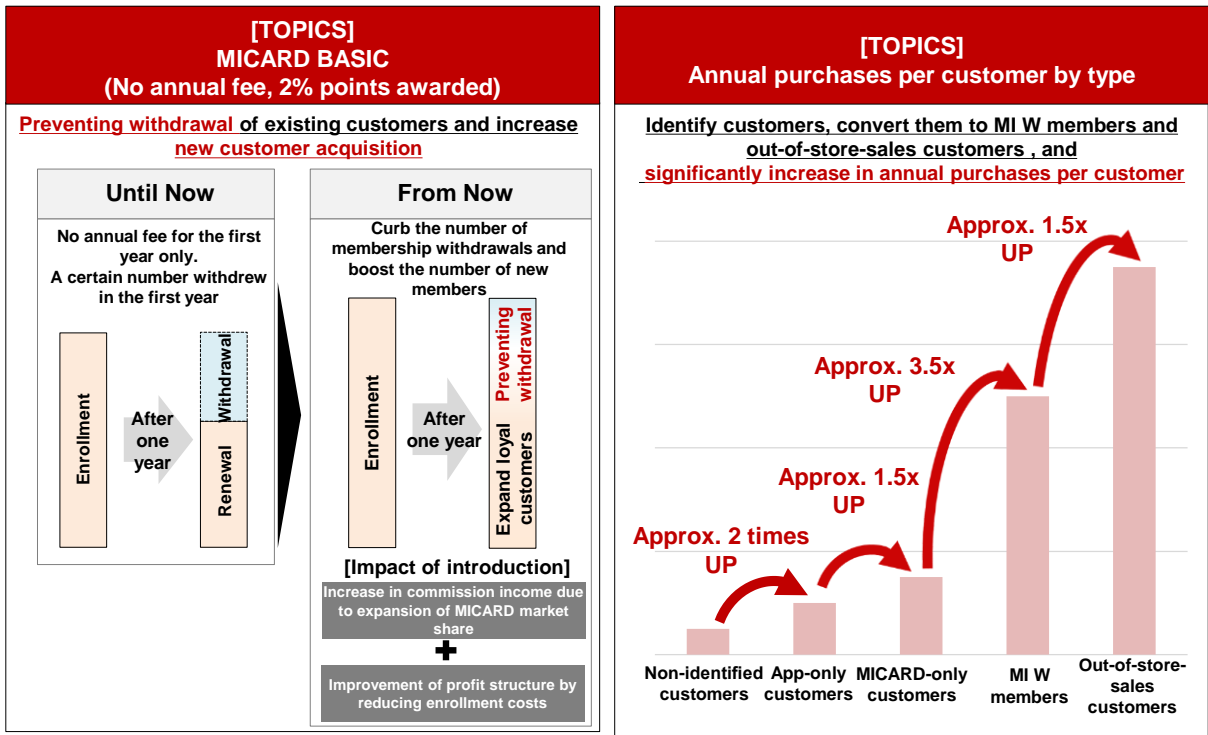 [TOPICS]
MICARD BASIC
(No annual fee, 2% points awarded)
Preventing withdrawal of existing customers and increase
new customer acquisition
Until Now
No annual fee for the first
year only.
A certain number withdrew
in the first year
Enrollment
After
one
year
Withdrawal
Renewal
From Now
Curb the number of
membership withdrawals and
boost the number of new
members
Enrollment
After
one year
Preventing
withdrawal
Expand loyal
customers
[Impact of introduction]
Increase in commission income due
to expansion of MICARD market
share
+
Improvement of profit structure by
reducing enrollment costs
[TOPICS]
Annual purchases per customer by type
Identify customers, convert them to MI W members and
out-of-store-sales customers , and
significantly increase in annual purchases per customer
Approx. 2 times
UP
Approx. 1.5x
UP
Approx. 3.5x
UP
Approx. 1.5x
UP
Non-identified
customers
App-only
customers
MICARD-only
customers
MI W
members
Out-of-store-
sales
customers